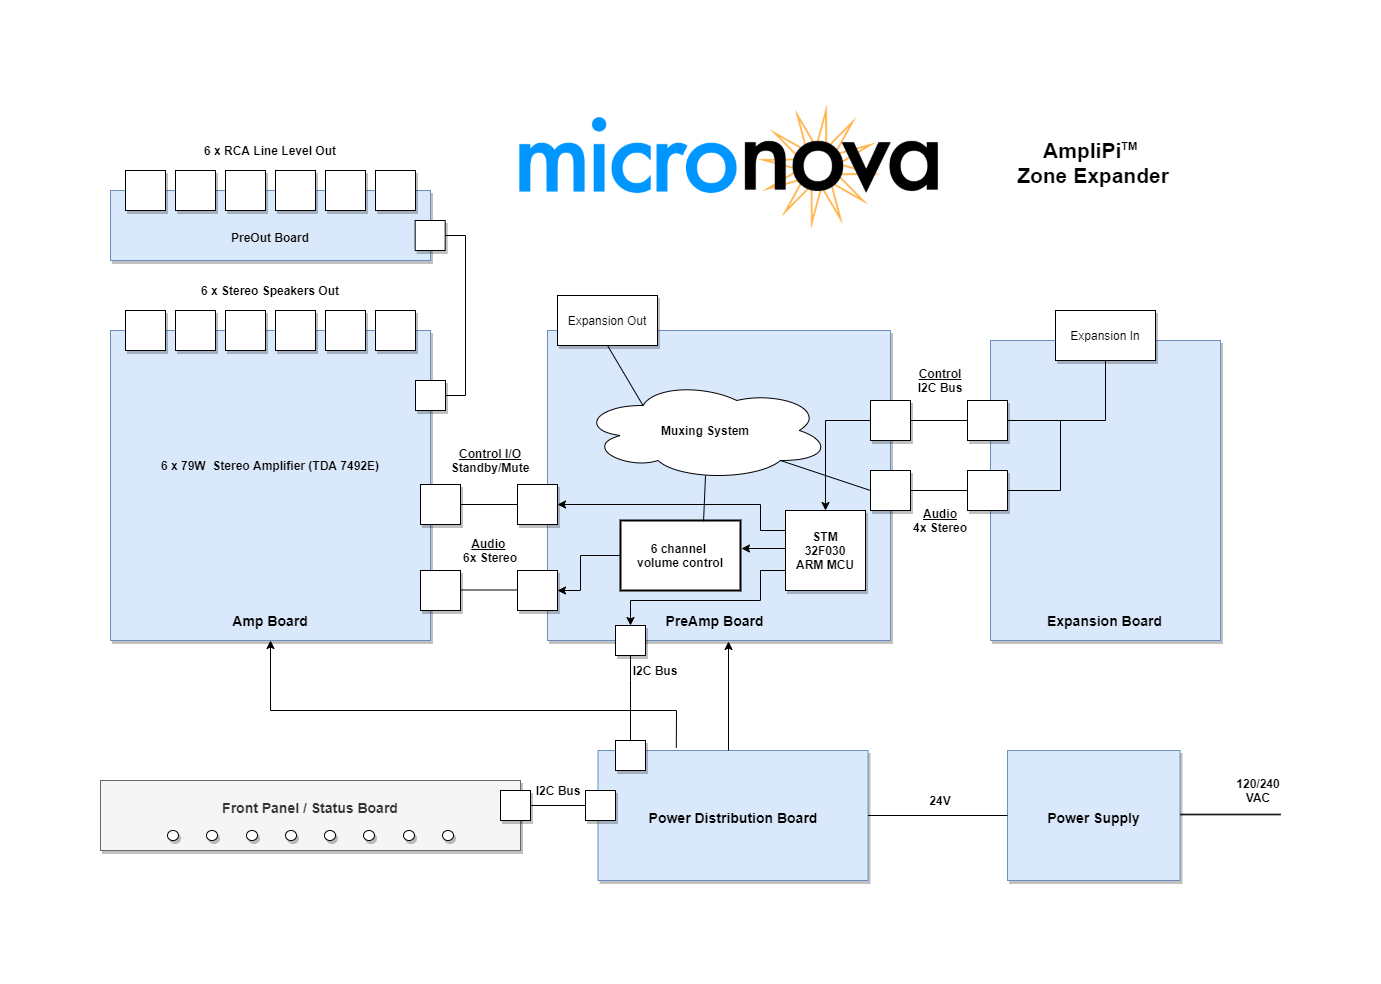 micronova
AmpliPi™
Zone Expander
6 x RCA Line Level Out
PreOut Board
6 x Stereo Speakers Out
6 x 79W  Stereo Amplifier (TDA 7492E)
Amp Board
Control I/O
Standby/Mute
Audio
6x Stereo
Expansion Out
Muxing System
6 channel
volume control
STM
32F030
ARM MCU
PreAmp Board
Control
I2C Bus
Audio
4x Stereo
Expansion In
Expansion Board
I2C Bus
Front Panel / Status Board
I2C Bus
Power Distribution Board
24V
Power Supply
120/240
VAC